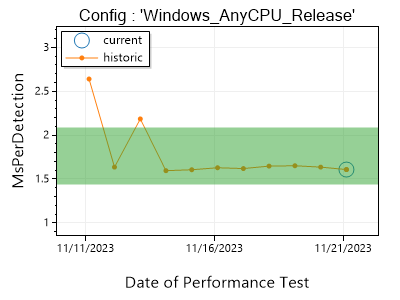 Config : 'Windows_AnyCPU_Release'
current
historic
3
2.5
2
1.5
1
MsPerDetection
11/11/2023 11/16/2023 11/21/2023
Date of Performance Test